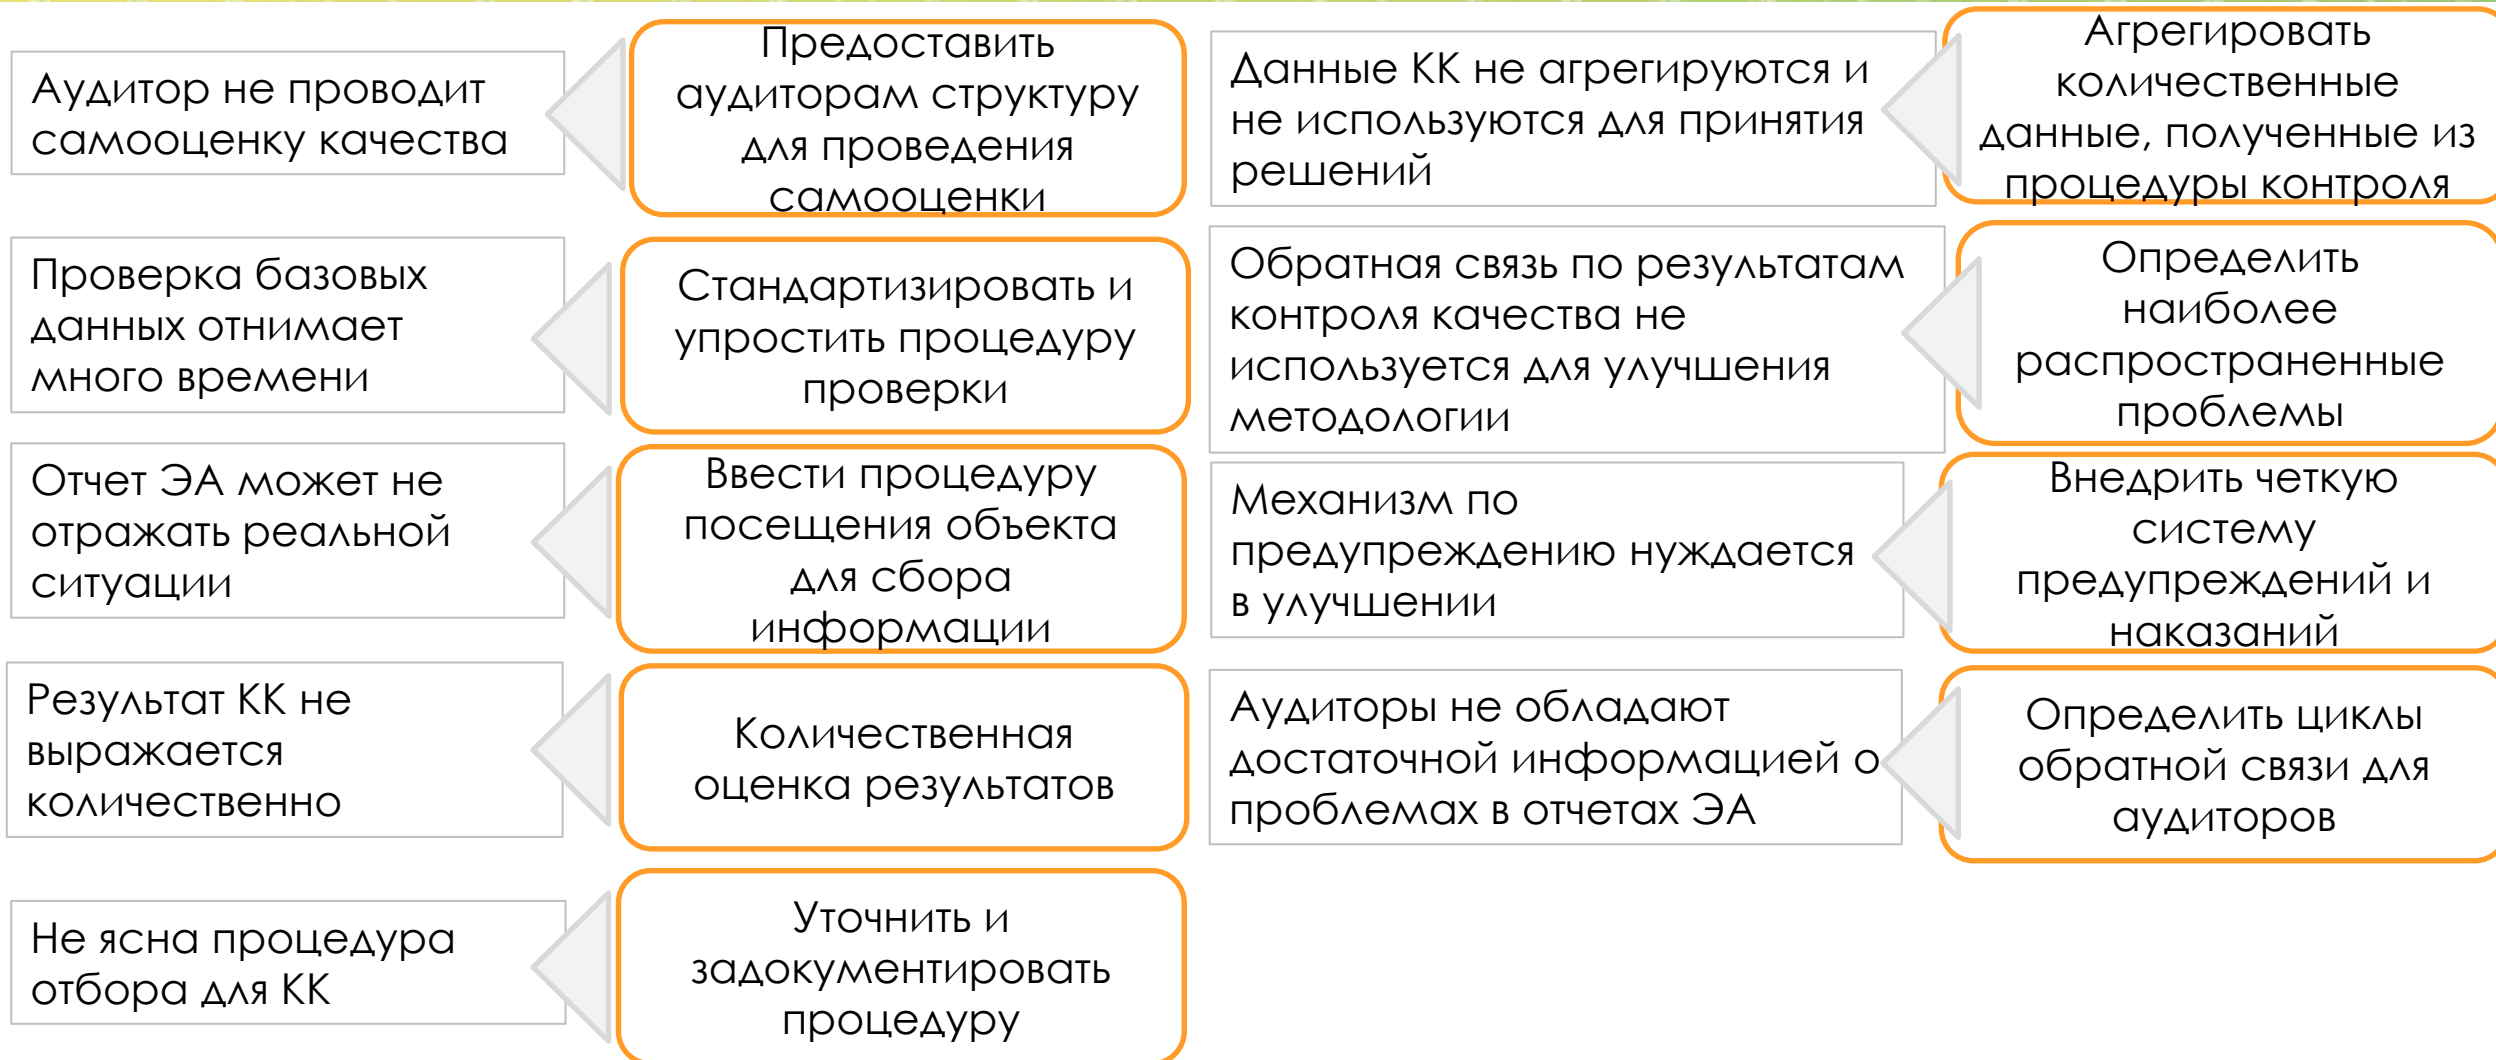 Аудитор не проводит
самооценку качества
Предоставить
аудиторам структуру
для проведения
самооценки
Проверка базовых
данных отнимает
много времени
Стандартизировать и
упростить процедуру
проверки
Отчет ЭА может не
отражать реальной
ситуации
Ввести процедуру
посещения объекта
для сбора
информации
Результат КК не
выражается
количественно
Количественная
оценка результатов
Не ясна процедура
отбора для КК
Уточнить и
задокументировать
процедуру
Данные КК не агрегируются и
не используются для принятия
решений
Агрегировать
количественные
данные, полученные из
процедуры контроля
Обратная связь по результатам
контроля качества не
используется для улучшения
методологии
Определить
наиболее
распространенные
проблемы
Механизм по
предупреждению нуждается
в улучшении
Внедрить четкую
систему
предупреждений и
наказаний
Аудиторы не обладают
достаточной информацией о
проблемах в отчетах ЭА
Определить циклы
обратной связи для
аудиторов